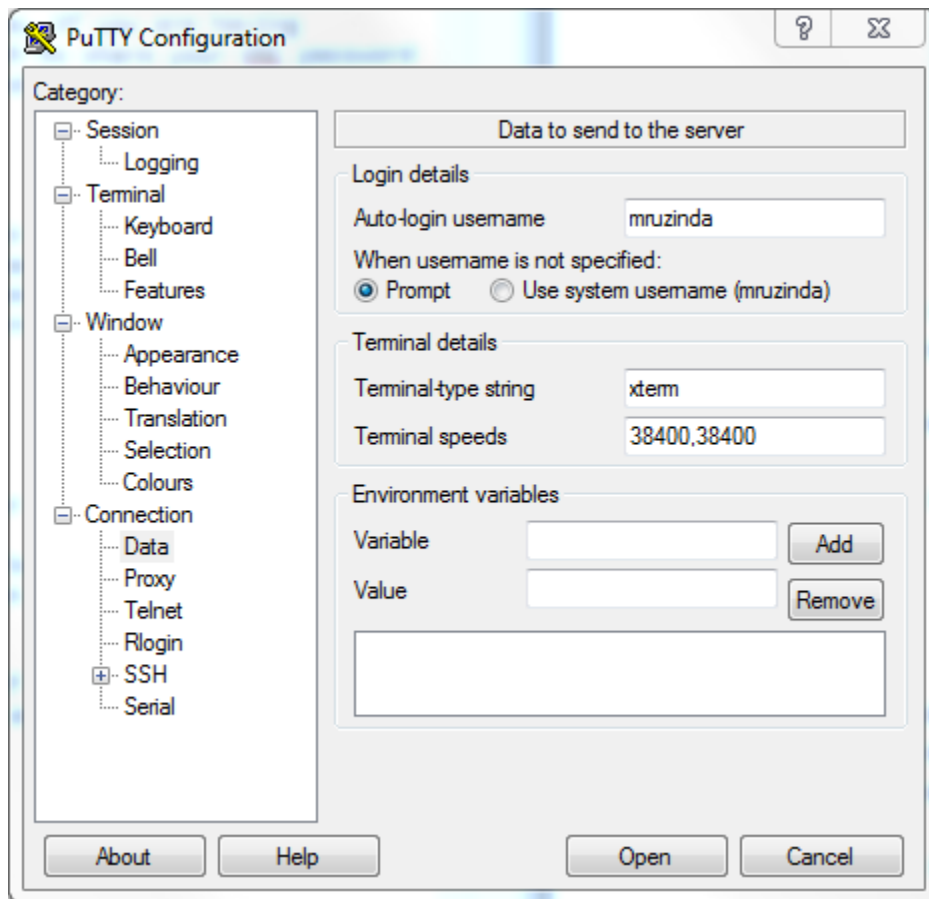 PuTTY Configuration
Category:
Session
Logging
Terminal
Keyboard
Bell
Features
Window
Appearance
Behaviour
Translation
Selection
Colours
Connection
Data
Proxy
Telnet
Rlogin
SSH
Serial
Data to send to the server
Login details
Auto-login username mruzinda
When username is not specified:
Prompt Use system username (mruzinda)
Terminal details
Terminal-type string xterm
Terminal speeds 38400,38400
Environment variables
Variable Add
Value Remove
About Help Open Cancel